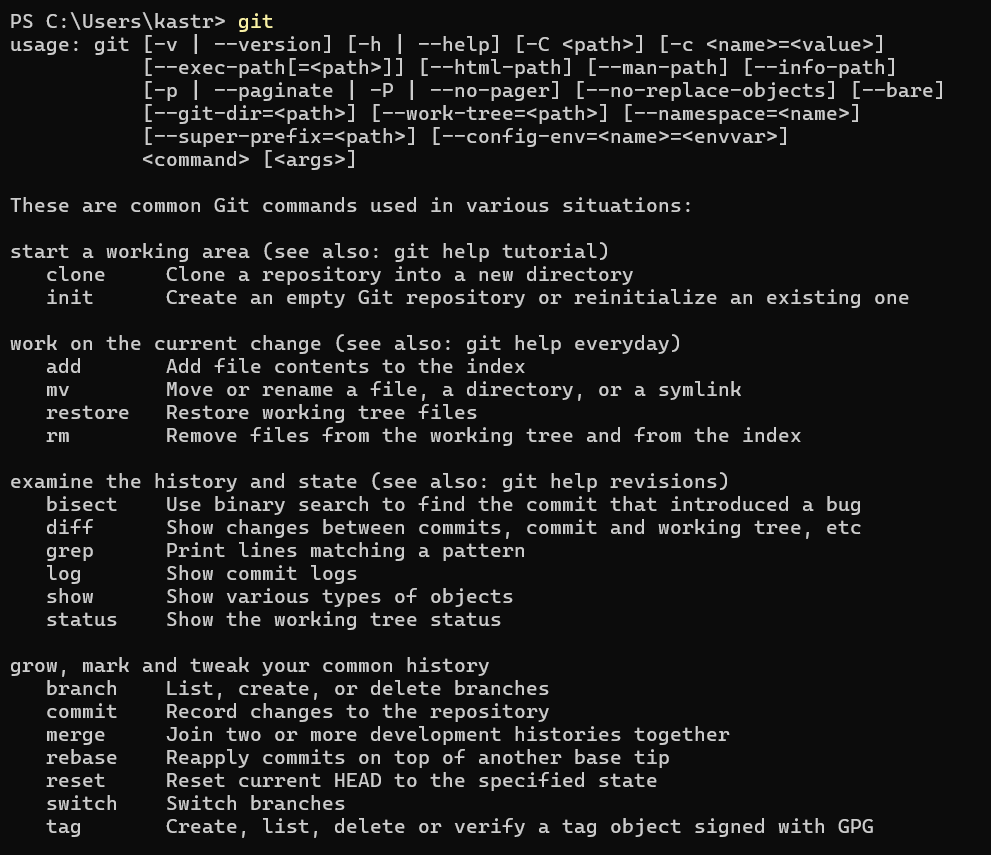 PS C:\Users\kastr> git
usage: git [-v | --version] [-h | --help] [-C <path>] [-c <name>=<value>]
           [--exec-path[=<path>]] [--html-path] [--man-path] [--info-path]
           [-p | --paginate | -P | --no-pager] [--no-replace-objects] [--bare]
           [--git-dir=<path>] [--work-tree=<path>] [--namespace=<name>]
           [--super-prefix=<path>] [--config-env=<name>=<envvar>]
           <command> [<args>]

These are common Git commands used in various situations:

start a working area (see also: git help tutorial)
   clone     Clone a repository into a new directory
   init      Create an empty Git repository or reinitialize an existing one

work on the current change (see also: git help everyday)
   add       Add file contents to the index
   mv        Move or rename a file, a directory, or a symlink
   restore   Restore working tree files
   rm        Remove files from the working tree and from the index

examine the history and state (see also: git help revisions)
   bisect    Use binary search to find the commit that introduced a bug
   diff      Show changes between commits, commit and working tree, etc
   grep      Print lines matching a pattern
   log       Show commit logs
   show      Show various types of objects
   status    Show the working tree status

grow, mark and tweak your common history
   branch    List, create, or delete branches
   commit    Record changes to the repository
   merge     Join two or more development histories together
   rebase    Reapply commits on top of another base tip
   reset     Reset current HEAD to the specified state
   switch    Switch branches
   tag       Create, list, delete or verify a tag object signed with GPG